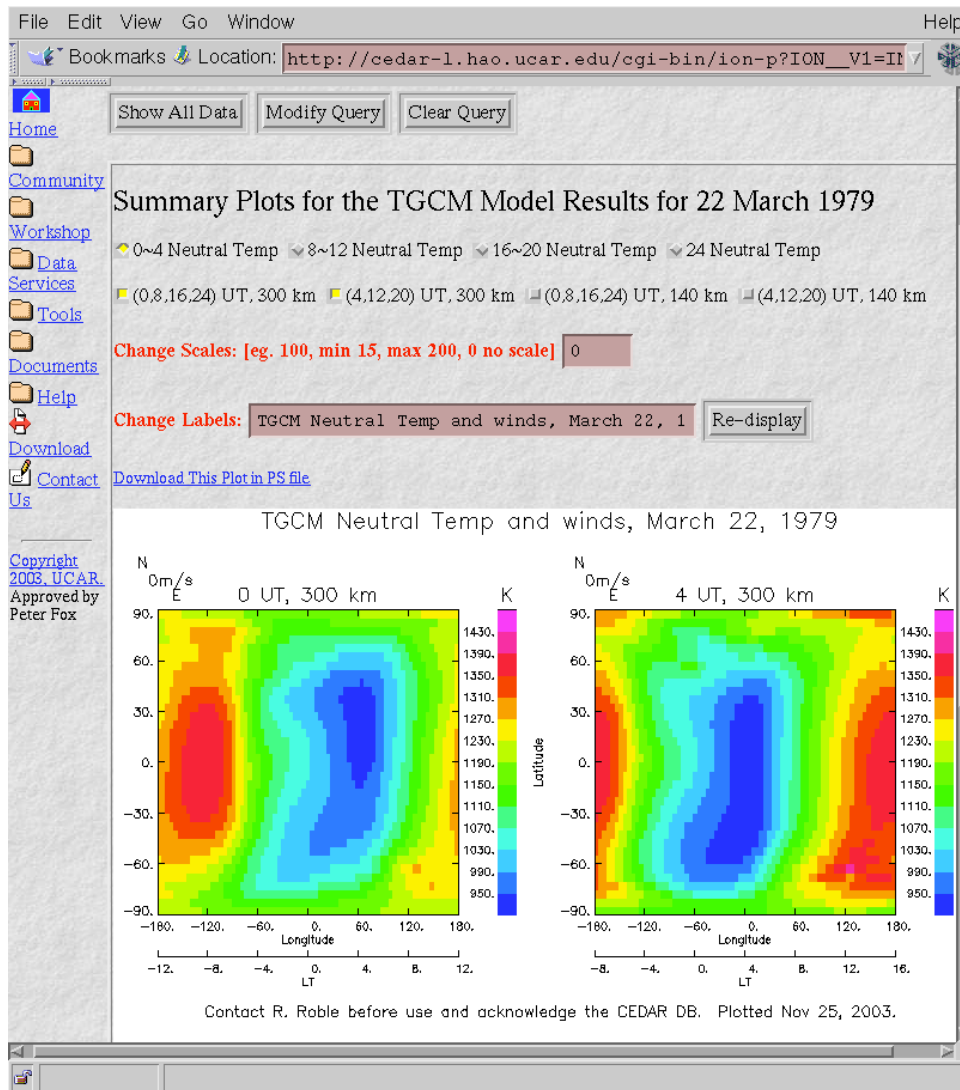 File Edit View Go Window Help
Bookmarks Location: http://cedar-l.hao.ucar.edu/cgi-bin/ion-p?ION__V1=IN
Home
Community
Workshop
Data
Services
Tools
Documents
Help
Download
Contact
Us
Copyright
2003, UCAR.
Approved by
Peter Fox
Show All Data Modify Query Clear Query
Summary Plots for the TGCM Model Results for 22 March 1979
0~4 Neutral Temp 8~12 Neutral Temp 16~20 Neutral Temp 24 Neutral Temp
(0,8,16,24) UT, 300 km (4,12,20) UT, 300 km (0,8,16,24) UT, 140 km (4,12,20) UT, 140 km
Change Scales: [eg. 100, min 15, max 200, 0 no scale] 0
Change Labels: TGCM Neutral Temp and winds, March 22, 1 Re-display
Download This Plot in PS file
TGCM Neutral Temp and winds, March 22, 1979
N
0m/s
E
0 UT, 300 km
K
90.
60.
30.
0.
-30.
-60.
-90.
1430.
1390.
1350.
1310.
1270.
1230.
1190.
1150.
1110.
1070.
1030.
990.
950.
-180. -120. -60. 0. 60. 120. 180.
Longitude
-12. -8. -4. 0. 4. 8. 12.
LT
N
0m/s
E
4 UT, 300 km
K
Latitude
90.
60.
30.
0.
-30.
-60.
-90.
1430.
1390.
1350.
1310.
1270.
1230.
1190.
1150.
1110.
1070.
1030.
990.
950.
-180. -120. -60. 0. 60. 120. 180.
Longitude
-8. -4. 0. 4. 8. 12. 16.
LT
Contact R. Roble before use and acknowledge the CEDAR DB. Plotted Nov 25, 2003.